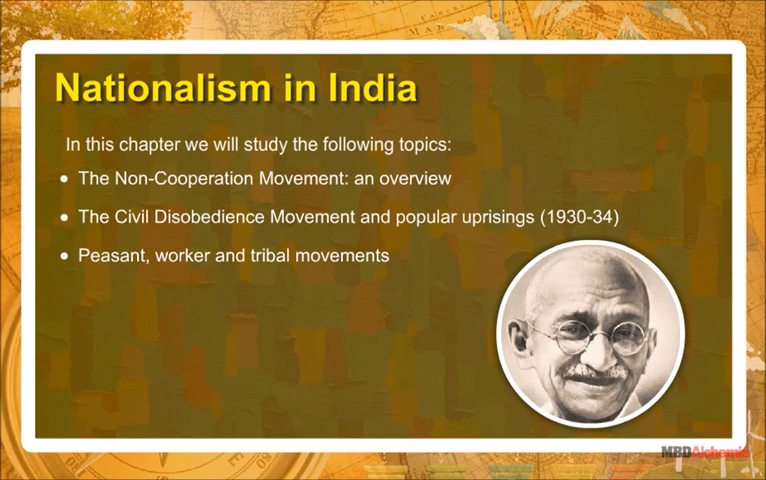 Nationalism in India
In this chapter we will study the following topics:
• The Non-Cooperation Movement: an overview
• The Civil Disobedience Movement and popular uprisings (1930-34)
• Peasant, worker and tribal movements
MBDAlchemie